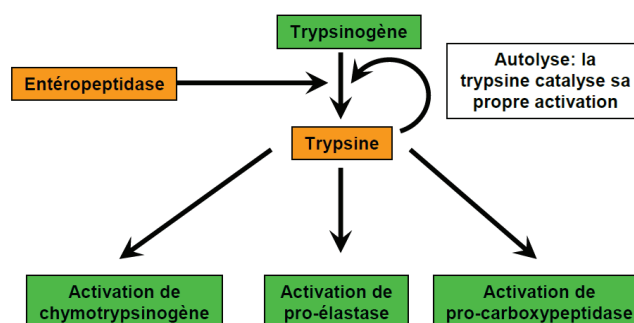 Trypsinogène
Entéropeptidase
Autolyse: la
trypsine catalyse sa
propre activation
Trypsine
Activation de
chymotrypsinogène
Activation de
pro-élastase
Activation de
pro-carboxypeptidase